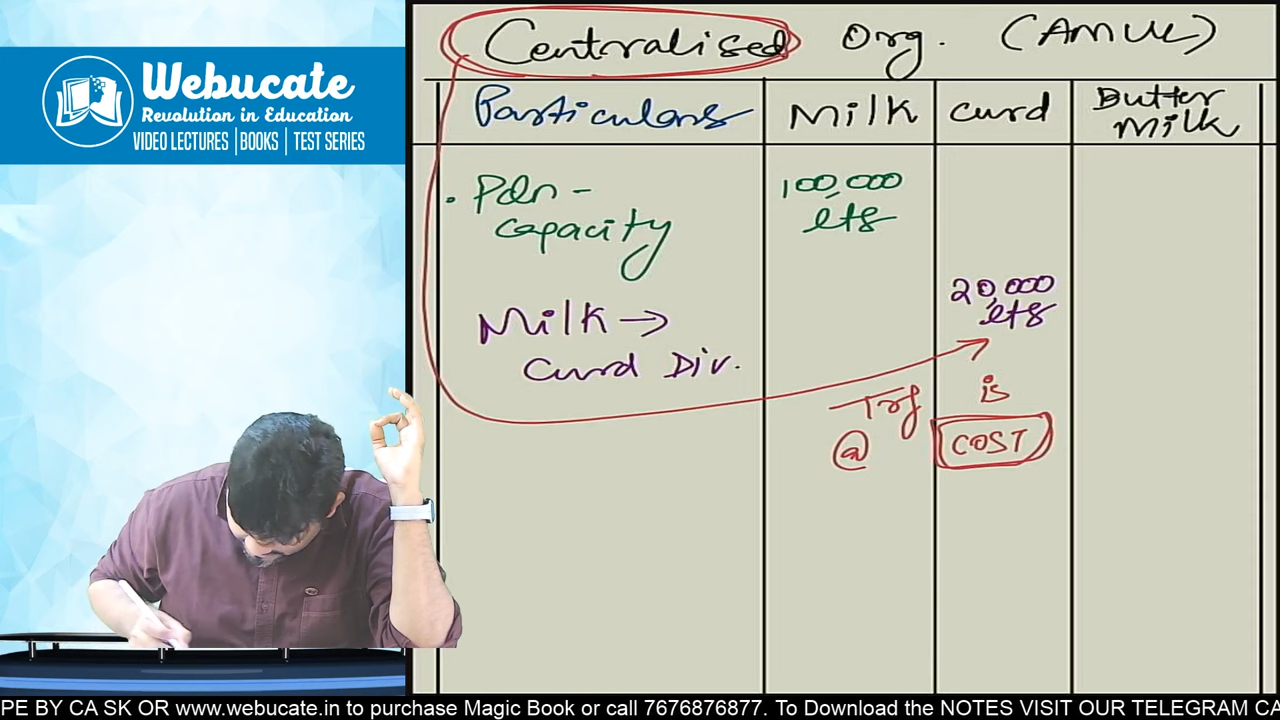 Webucate
Revolution in Education
VIDEO LECTURES | BOOKS | TEST SERIES
Centralised Org. (AMUL)
Particulars Milk Curd Butter Milk
. Pdn - Capacity 100,000 lts
Milk → Curd Div. 20,000 lts
Trf is
@ COST
PE BY CA SK OR www.webucate.in to purchase Magic Book or call 7676876877. To Download the NOTES VISIT OUR TELEGRAM CA